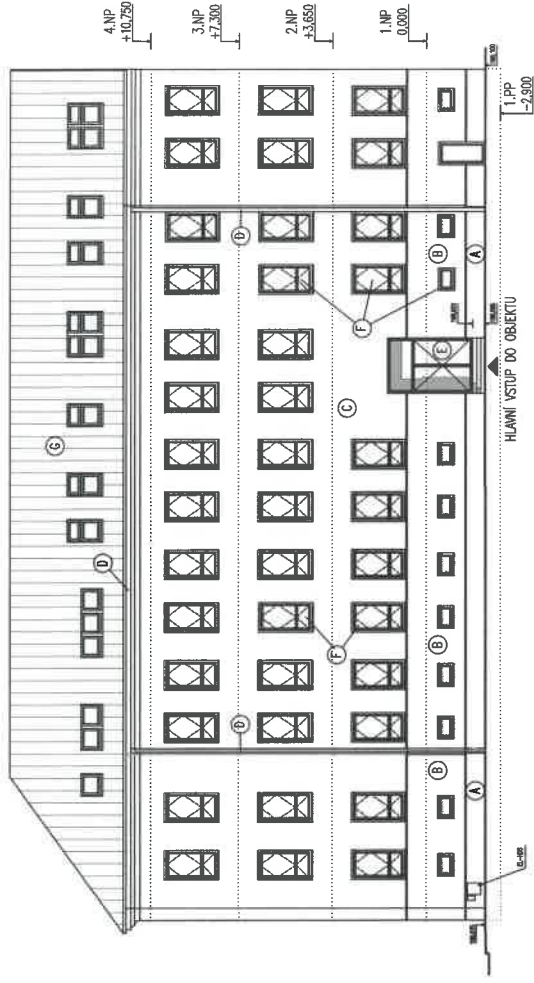 4.NP
+10,750
3.NP
+7,300
2.NP
+3,650
1.NP
0,000
1.PP
-2,900
G
D
D
D
C
F
F
B
B
B
E
A
A
HLAVNÍ VSTUP DO OBJEKTU